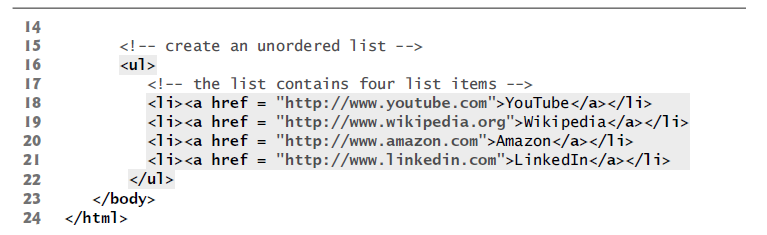 14
15 <!-- create an unordered list -->
16 <ul>
17 <!-- the list contains four list items -->
18 <li><a href = "http://www.youtube.com">YouTube</a></li>
19 <li><a href = "http://www.wikipedia.org">Wikipedia</a></li>
20 <li><a href = "http://www.amazon.com">Amazon</a></li>
21 <li><a href = "http://www.linkedin.com">LinkedIn</a></li>
22 </ul>
23 </body>
24 </html>